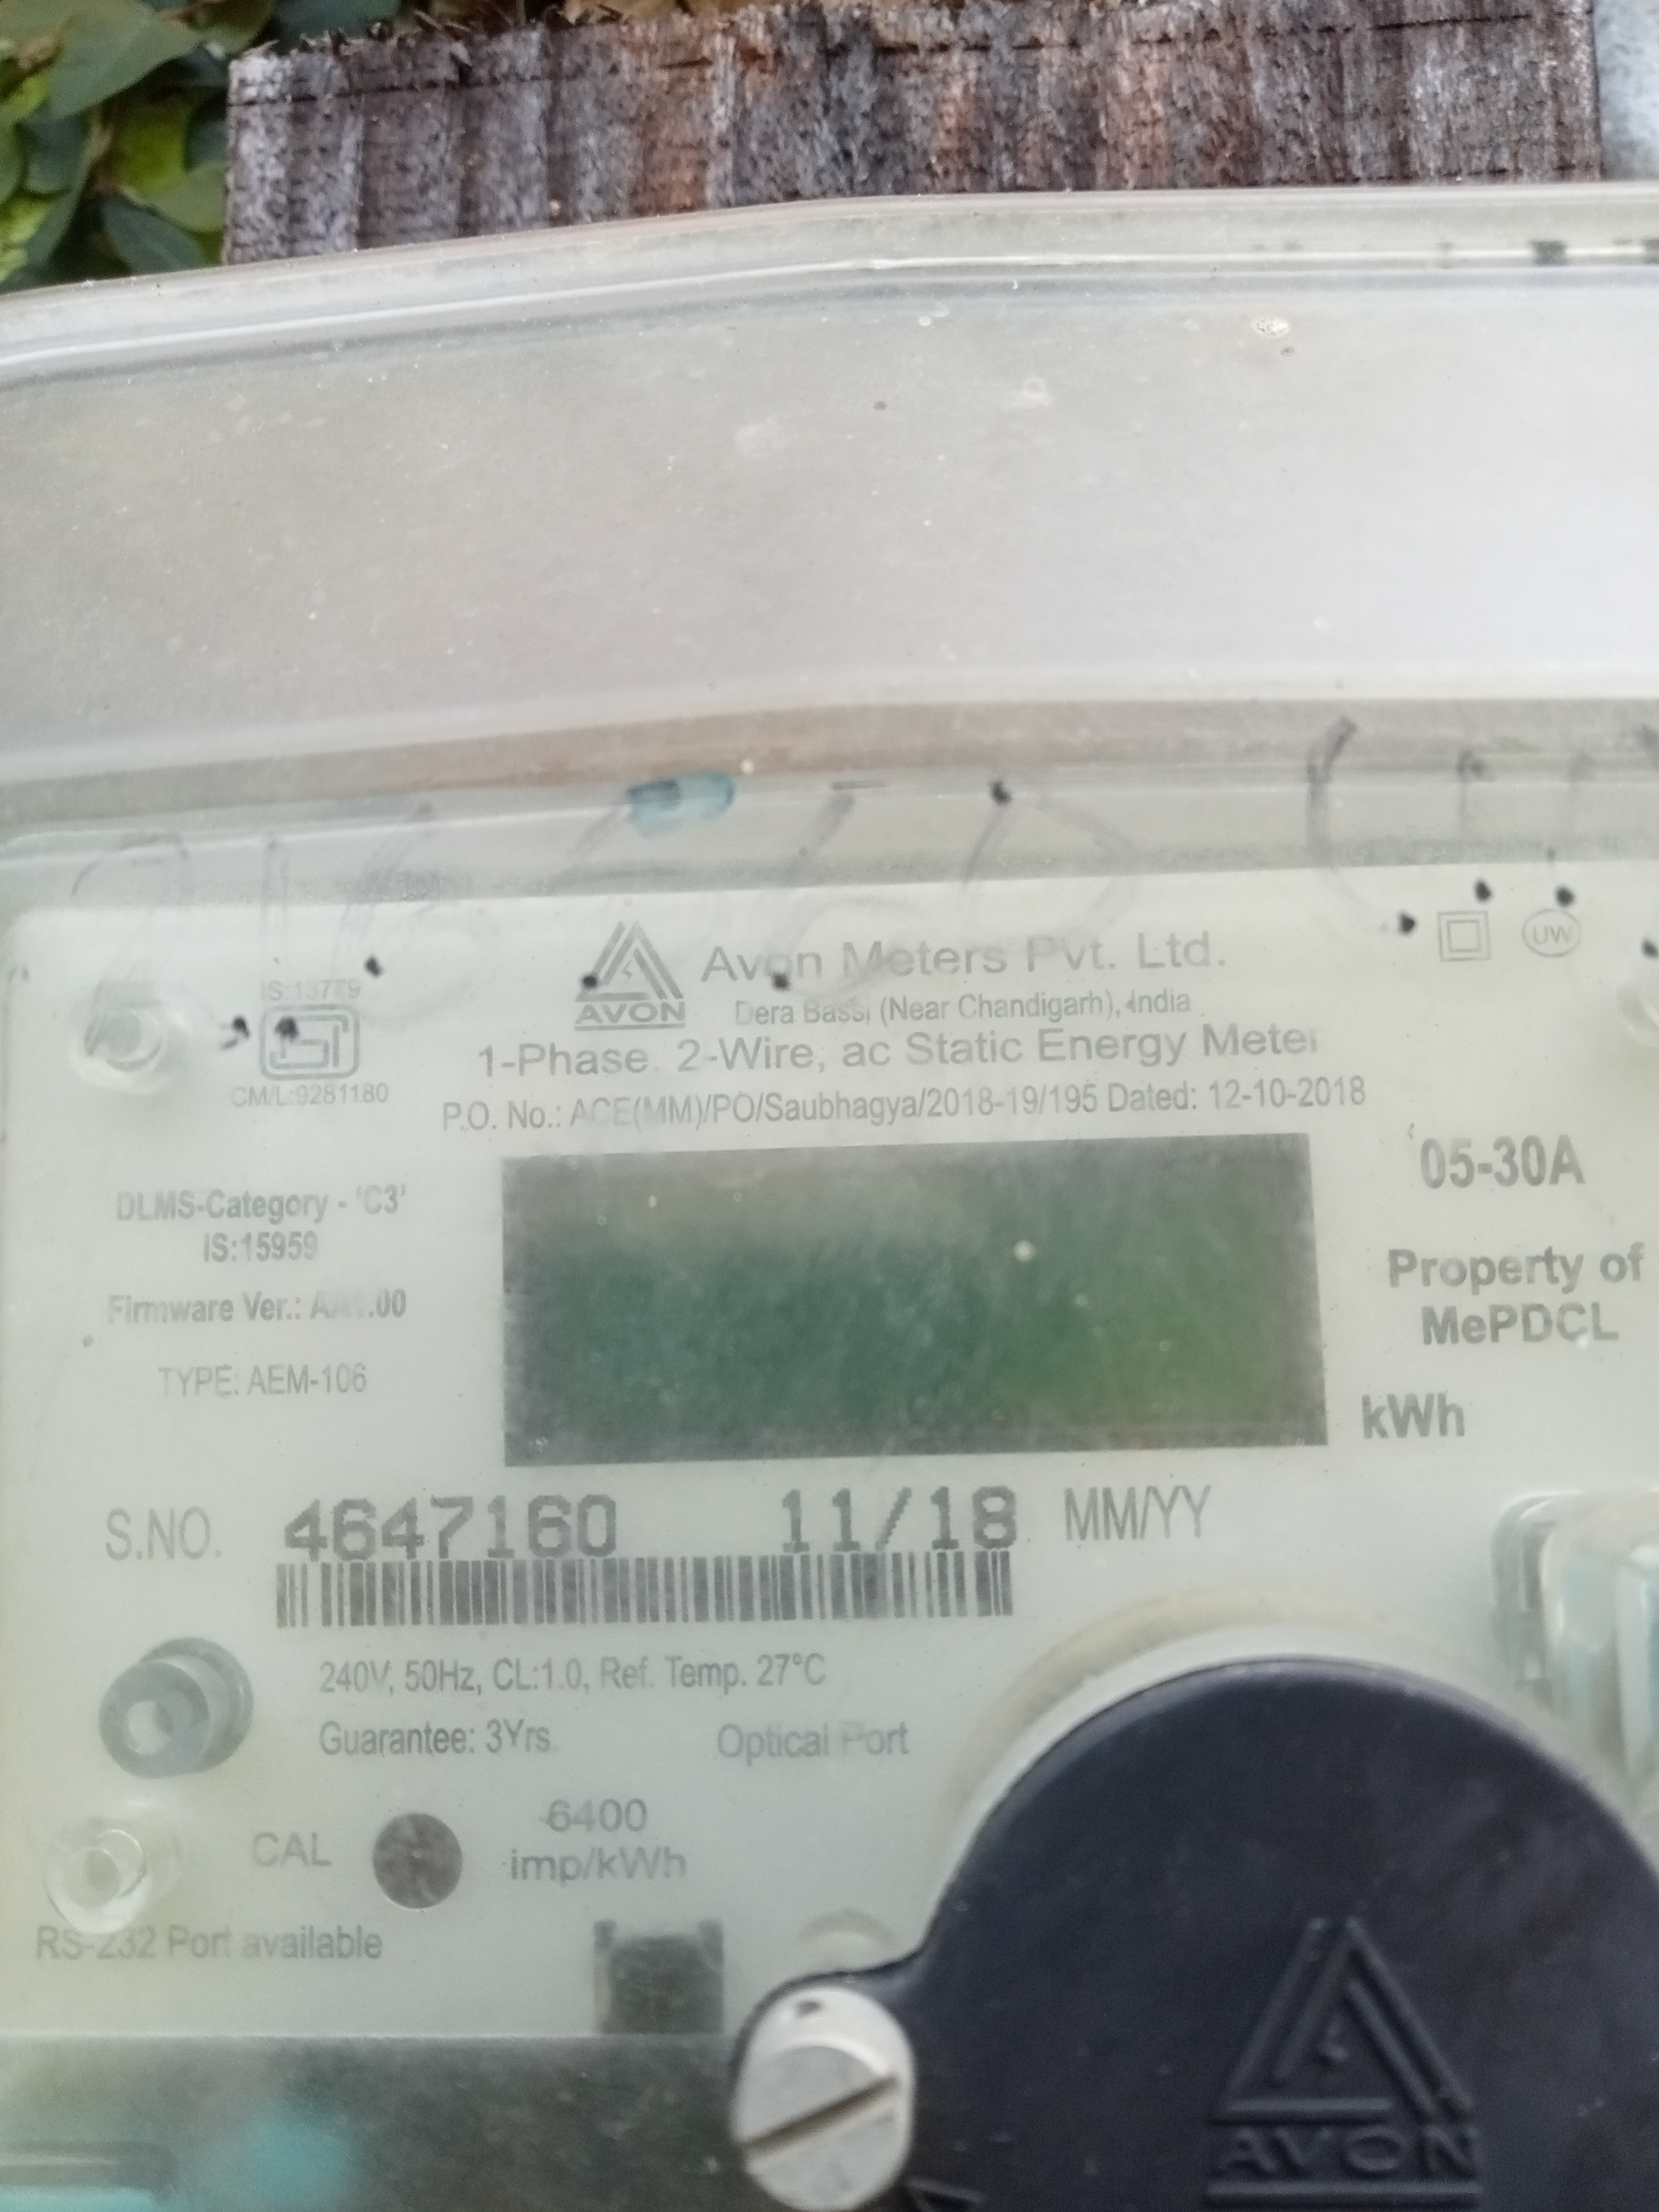 AVON
Avon Meters Pvt. Ltd.
Dera Bassi (Near Chandigarh), India
1-Phase, 2-Wire, ac Static Energy Meter
P.O. No.: ACE(MM)/PO/Saubhagya/2018-19/195 Dated: 12-10-2018
IS:13779
CM/L:9281180
UW
DLMS-Category - 'C3'
IS:15959
Firmware Ver.: AA1.00
TYPE: AEM-106
05-30A
Property of
MePDCL
kWh
S.NO. 4647160 11/18 MM/YY
240V, 50Hz, CL:1.0, Ref. Temp. 27°C
Guarantee: 3Yrs. Optical Port
CAL 6400
imp/kWh
RS-232 Port available
AVON